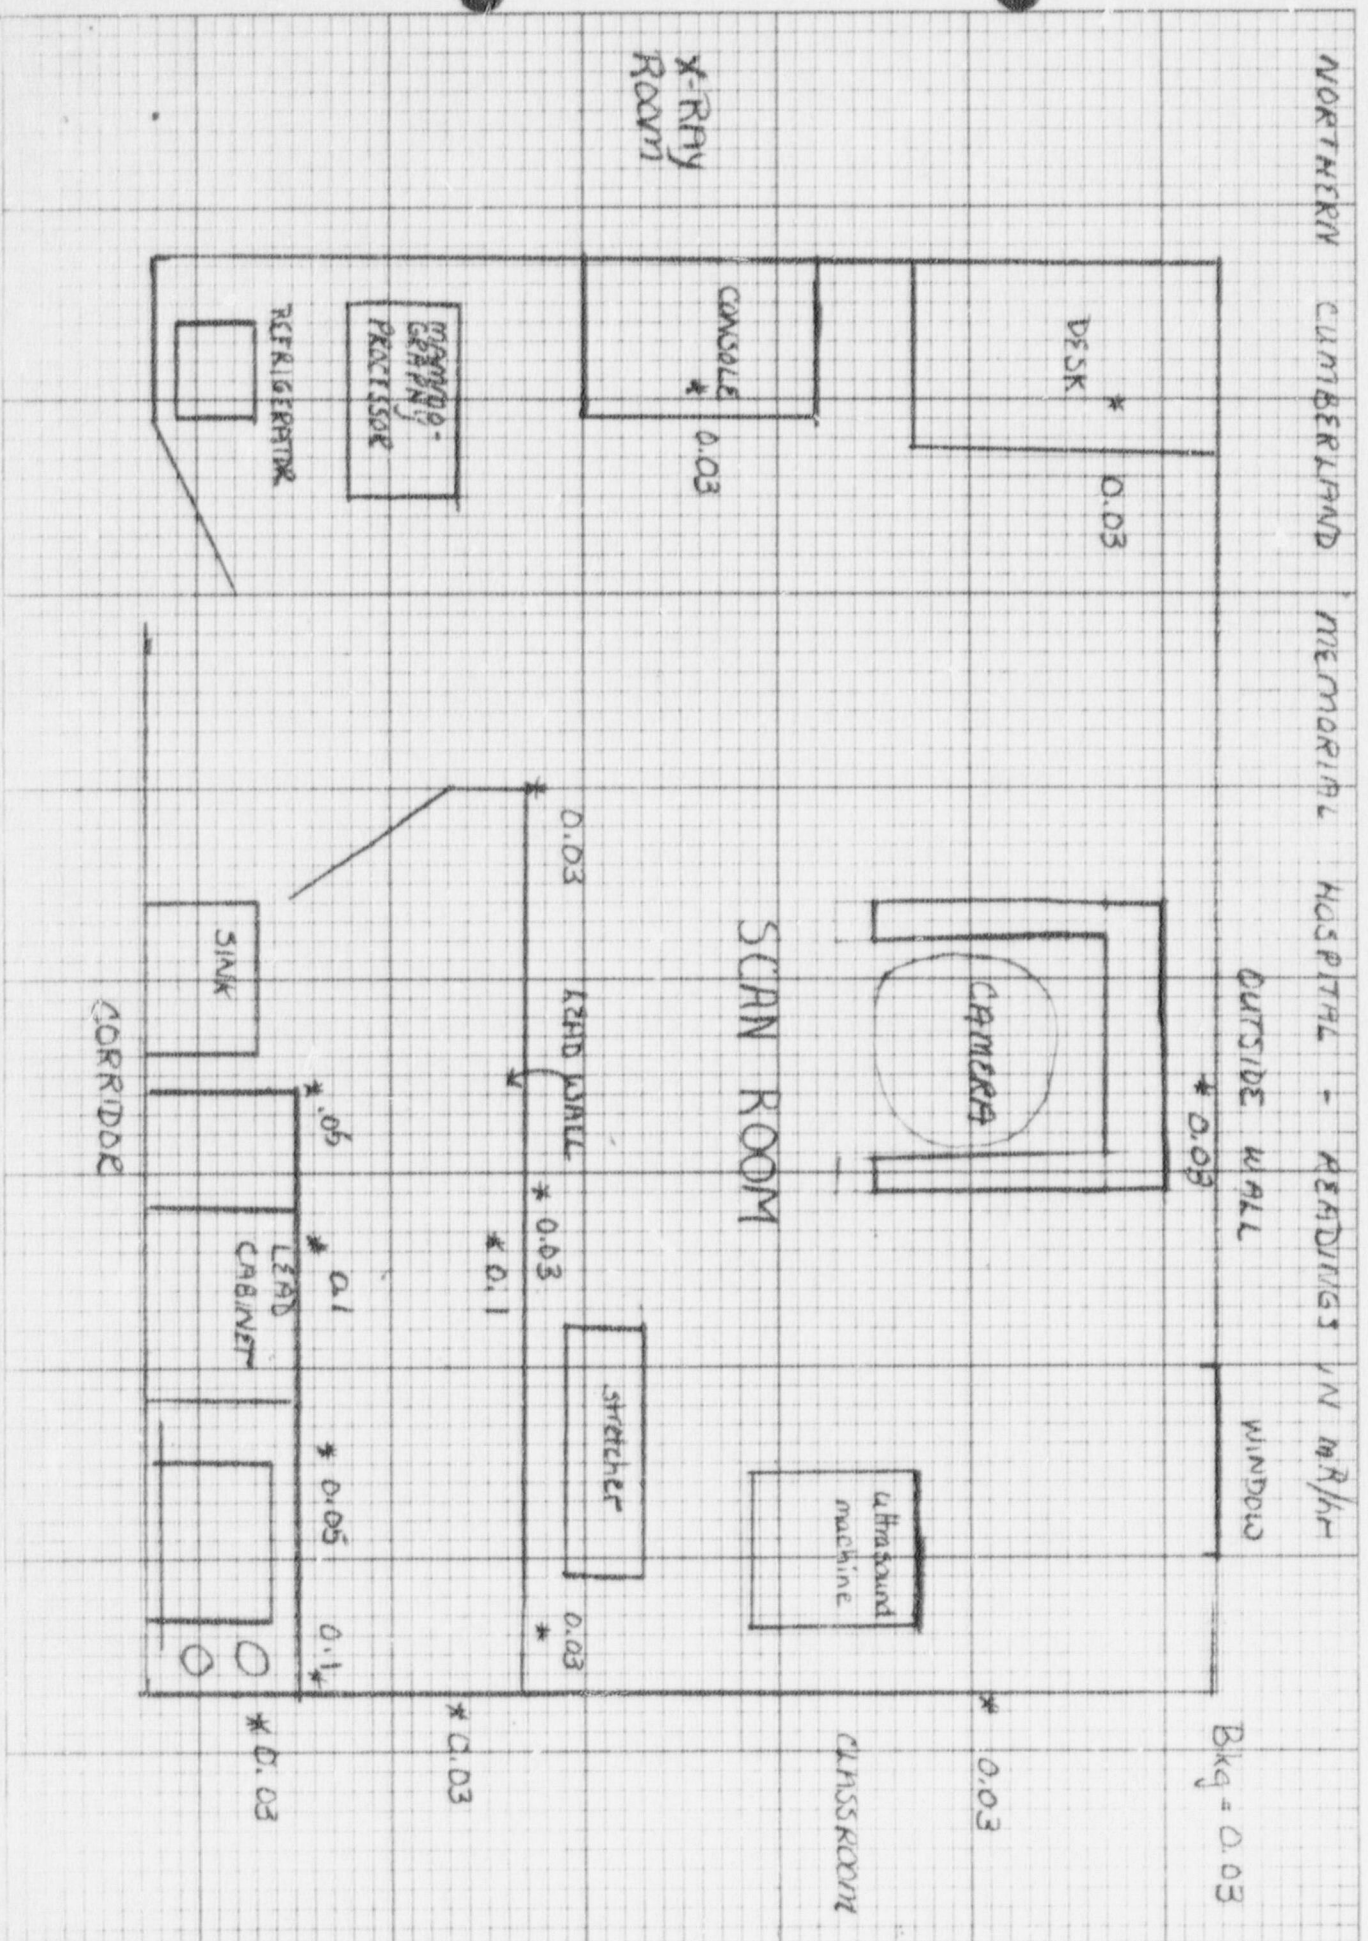 NORTHERN CUMBERLAND MEMORIAL HOSPITAL - READINGS IN mR/hr
OUTSIDE WALL
WINDOW
Bkg = 0.03
* 0.08
DESK *
0.03
CAMERA
* 0.03
ultrasound
machine
CLASSROOM
SCAN ROOM
CONSOLE
*
0.03
X-RAY
ROOM
stretcher
0.03
LEAD WALL
* 0.03
0.03
*
*
* 0.1
* 0.03
MAMMO-
GRAPHY
PROCESSOR
REFRIGERATOR
* .05
* 0.1
* 0.05
0.1
*
LEAD
CABINET
* 0.03
SINK
CORRIDOR